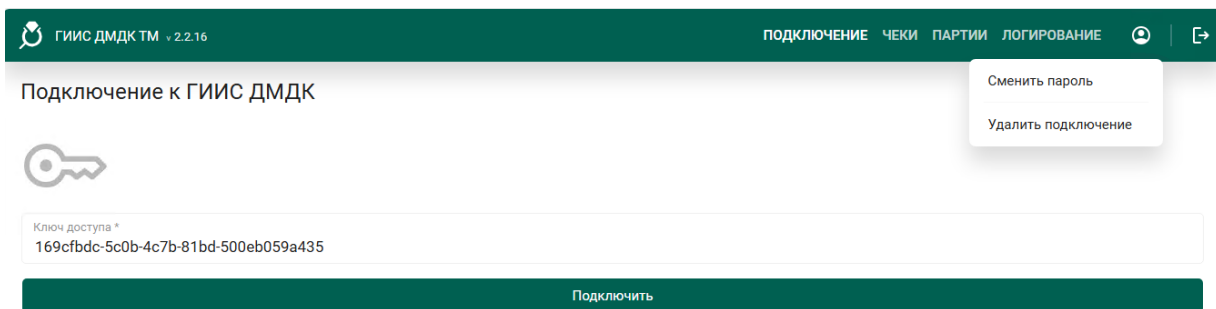 ГИИС ДМДК ТМ v 2.2.16
ПОДКЛЮЧЕНИЕ ЧЕКИ ПАРТИИ ЛОГИРОВАНИЕ
Сменить пароль
Подключение к ГИИС ДМДК
Удалить подключение
Ключ доступа *
169cfbdc-5c0b-4c7b-81bd-500eb059a435
Подключить